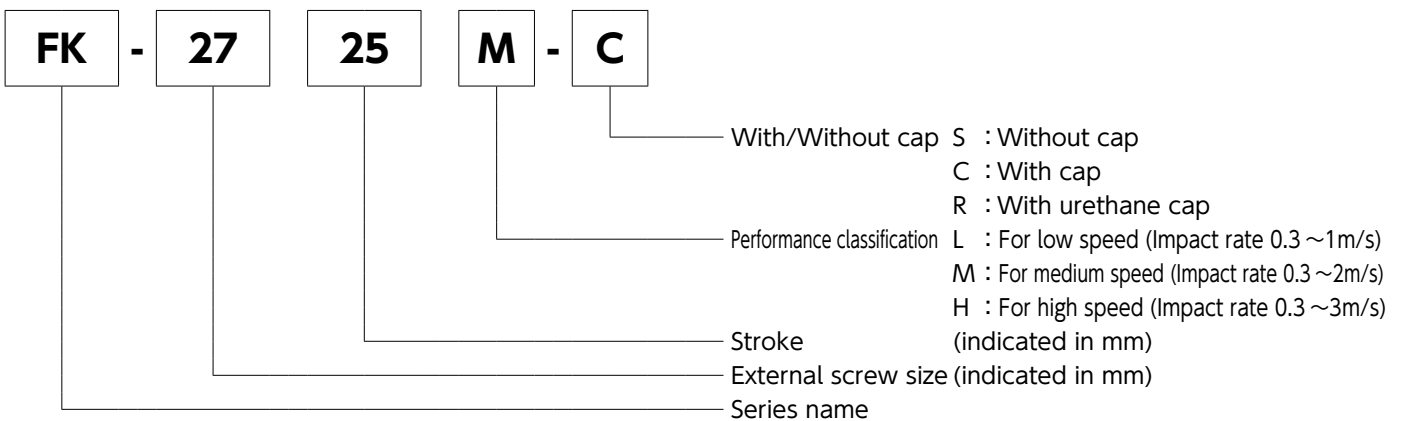 FK - 27 25 M - C
With/Without cap S : Without cap
C : With cap
R : With urethane cap
Performance classification L : For low speed (Impact rate 0.3～1m/s)
M : For medium speed (Impact rate 0.3～2m/s)
H : For high speed (Impact rate 0.3～3m/s)
Stroke (indicated in mm)
External screw size (indicated in mm)
Series name